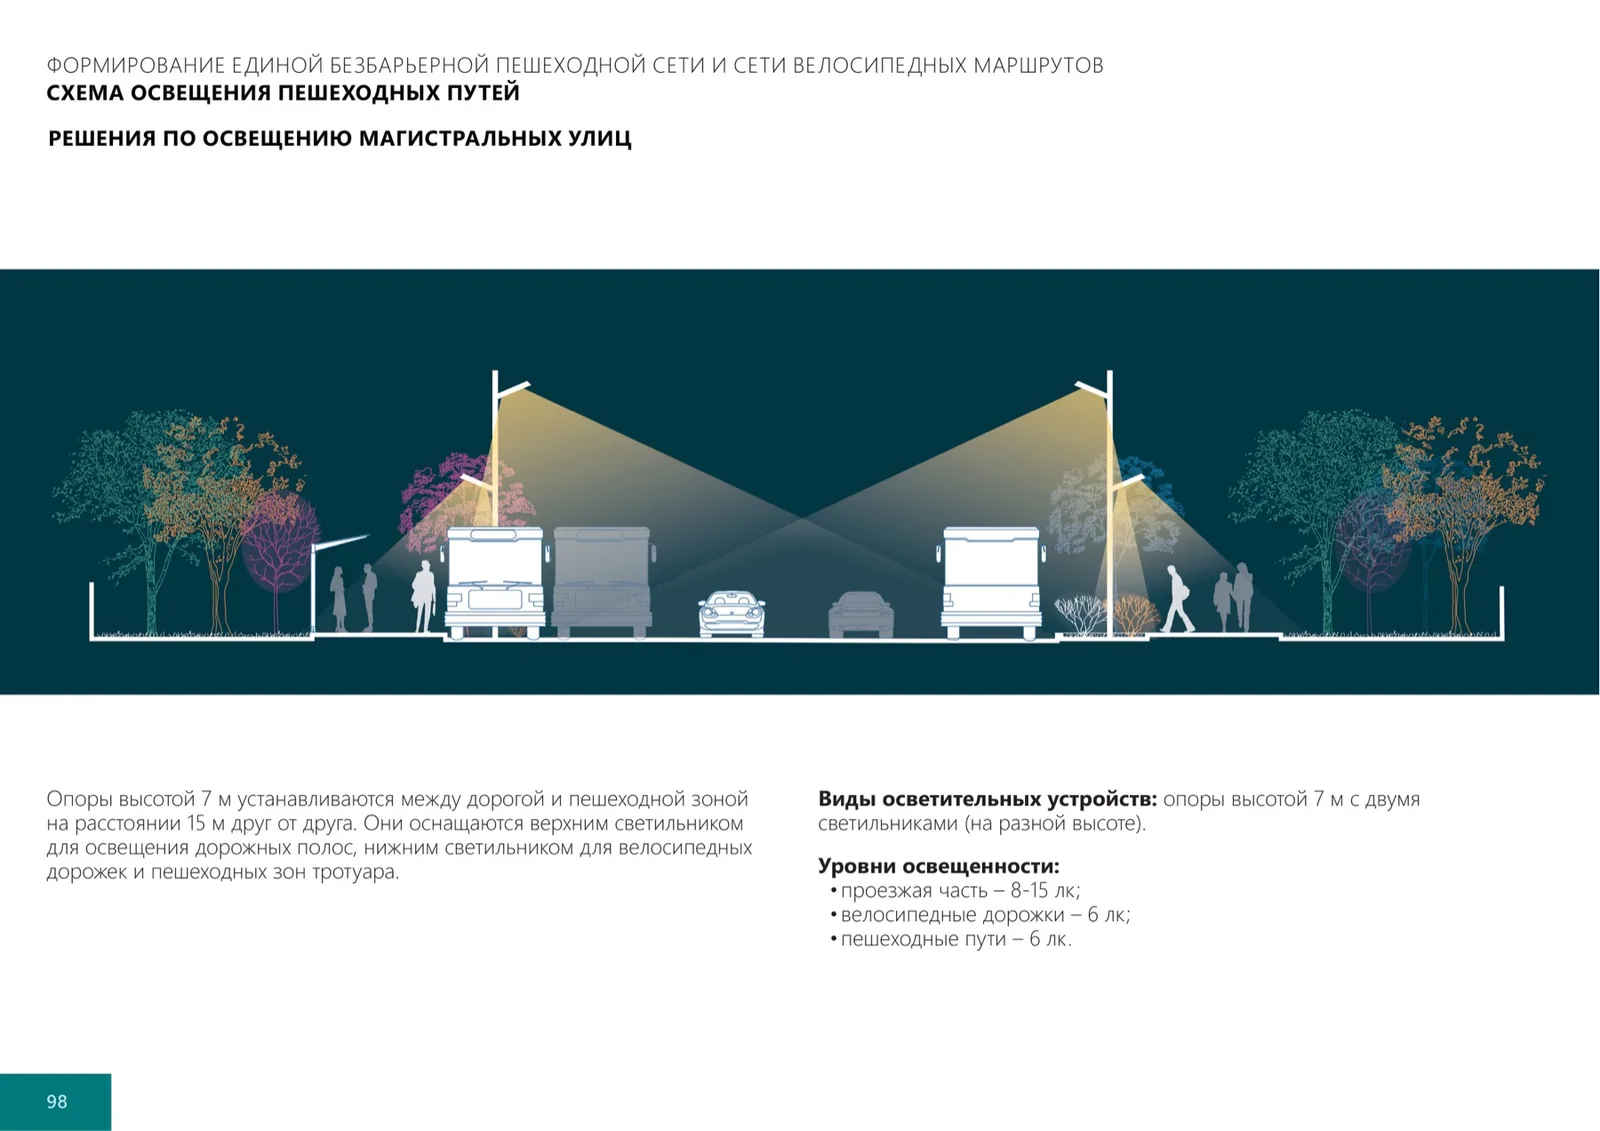 ФОРМИРОВАНИЕ ЕДИНОЙ БЕЗБАРЬЕРНОЙ ПЕШЕХОДНОЙ СЕТИ И СЕТИ ВЕЛОСИПЕДНЫХ МАРШРУТОВ
СХЕМА ОСВЕЩЕНИЯ ПЕШЕХОДНЫХ ПУТЕЙ
РЕШЕНИЯ ПО ОСВЕЩЕНИЮ МАГИСТРАЛЬНЫХ УЛИЦ
Опоры высотой 7 м устанавливаются между дорогой и пешеходной зоной
на расстоянии 15 м друг от друга. Они оснащаются верхним светильником
для освещения дорожных полос, нижним светильником для велосипедных
дорожек и пешеходных зон тротуара.
Виды осветительных устройств: опоры высотой 7 м с двумя
светильниками (на разной высоте).
Уровни освещенности:
• проезжая часть – 8-15 лк;
• велосипедные дорожки – 6 лк;
• пешеходные пути – 6 лк.
98